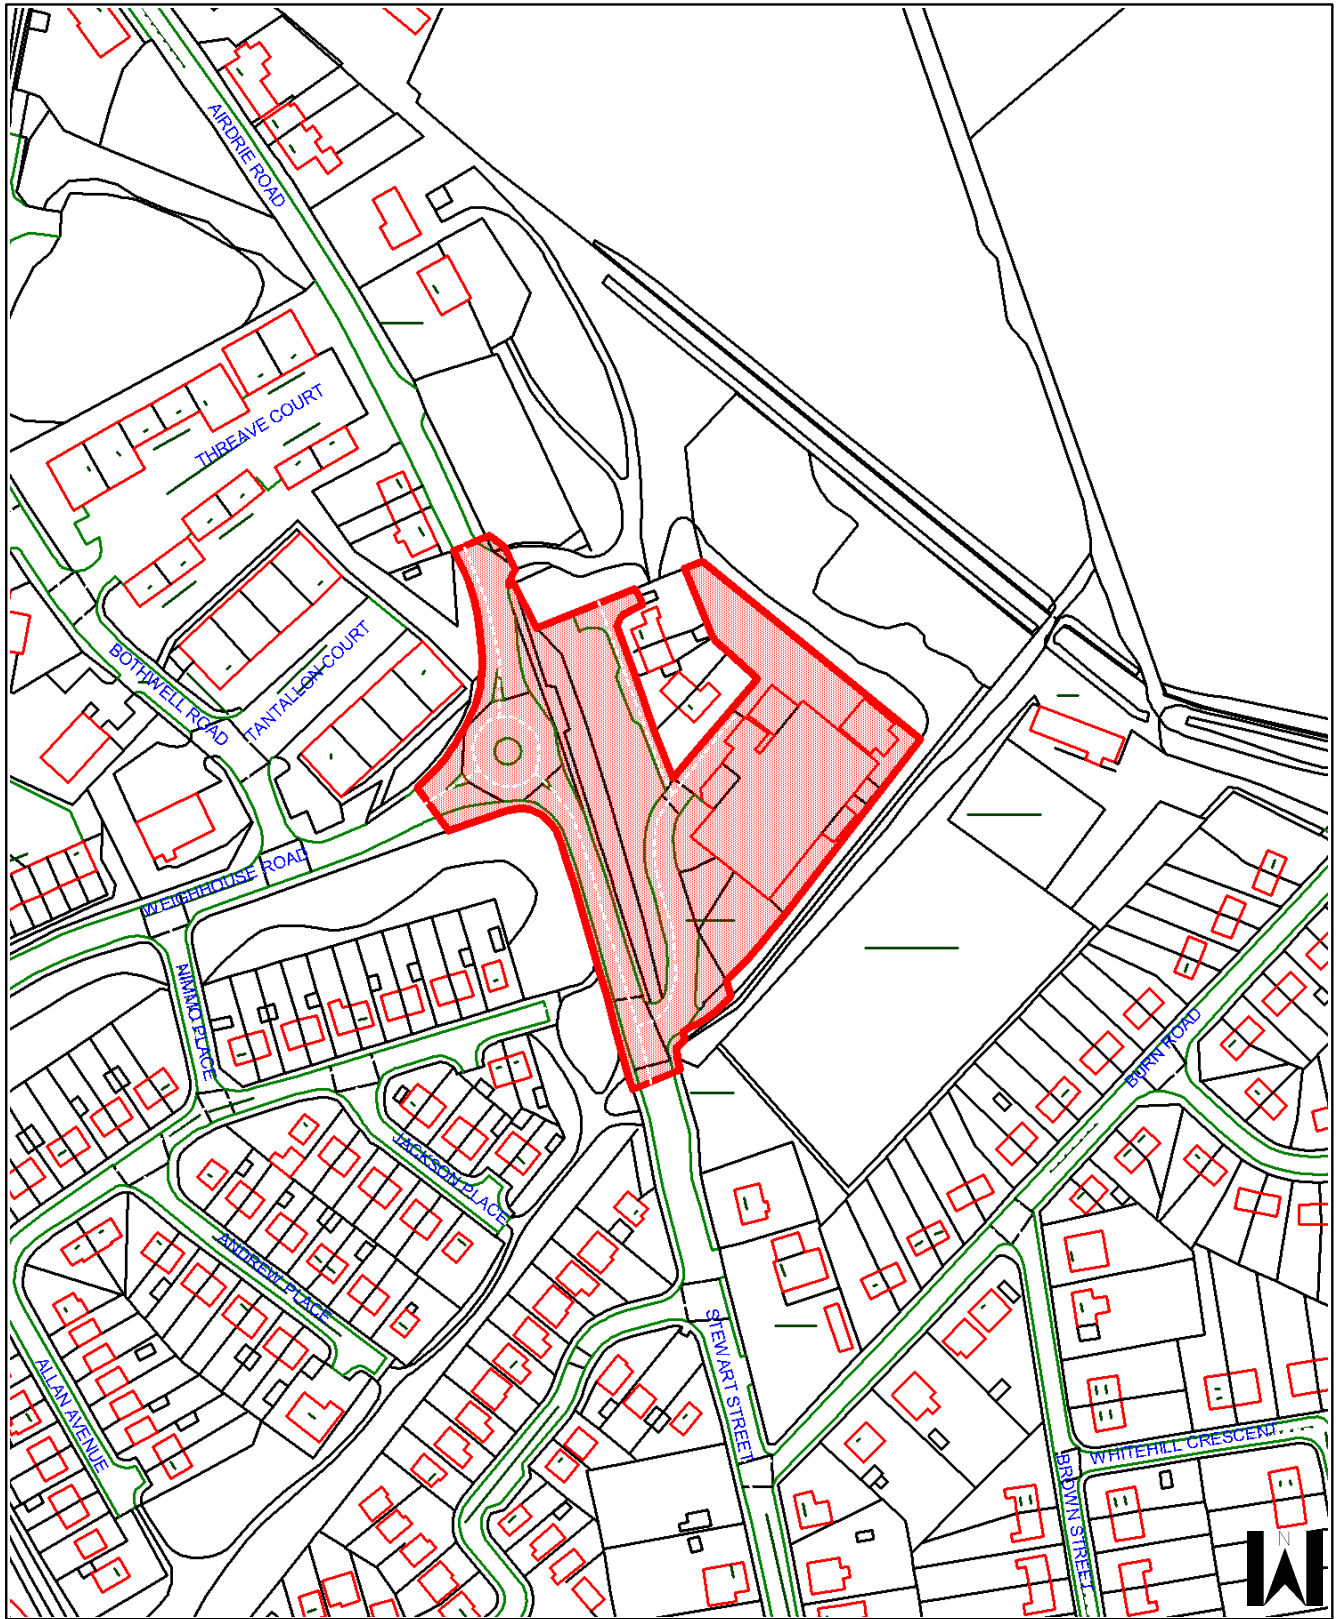 AIRDRIE ROAD
THREAVE COURT
BOTHWELL ROAD
TANTALLON COURT
WEIGHHOUSE ROAD
NIMMO PLACE
BURN ROAD
JACKSON PLACE
ANDREW PLACE
STEWART STREET
ALLAN AVENUE
WHITEHILL CRESCENT
BROWN STREET
N